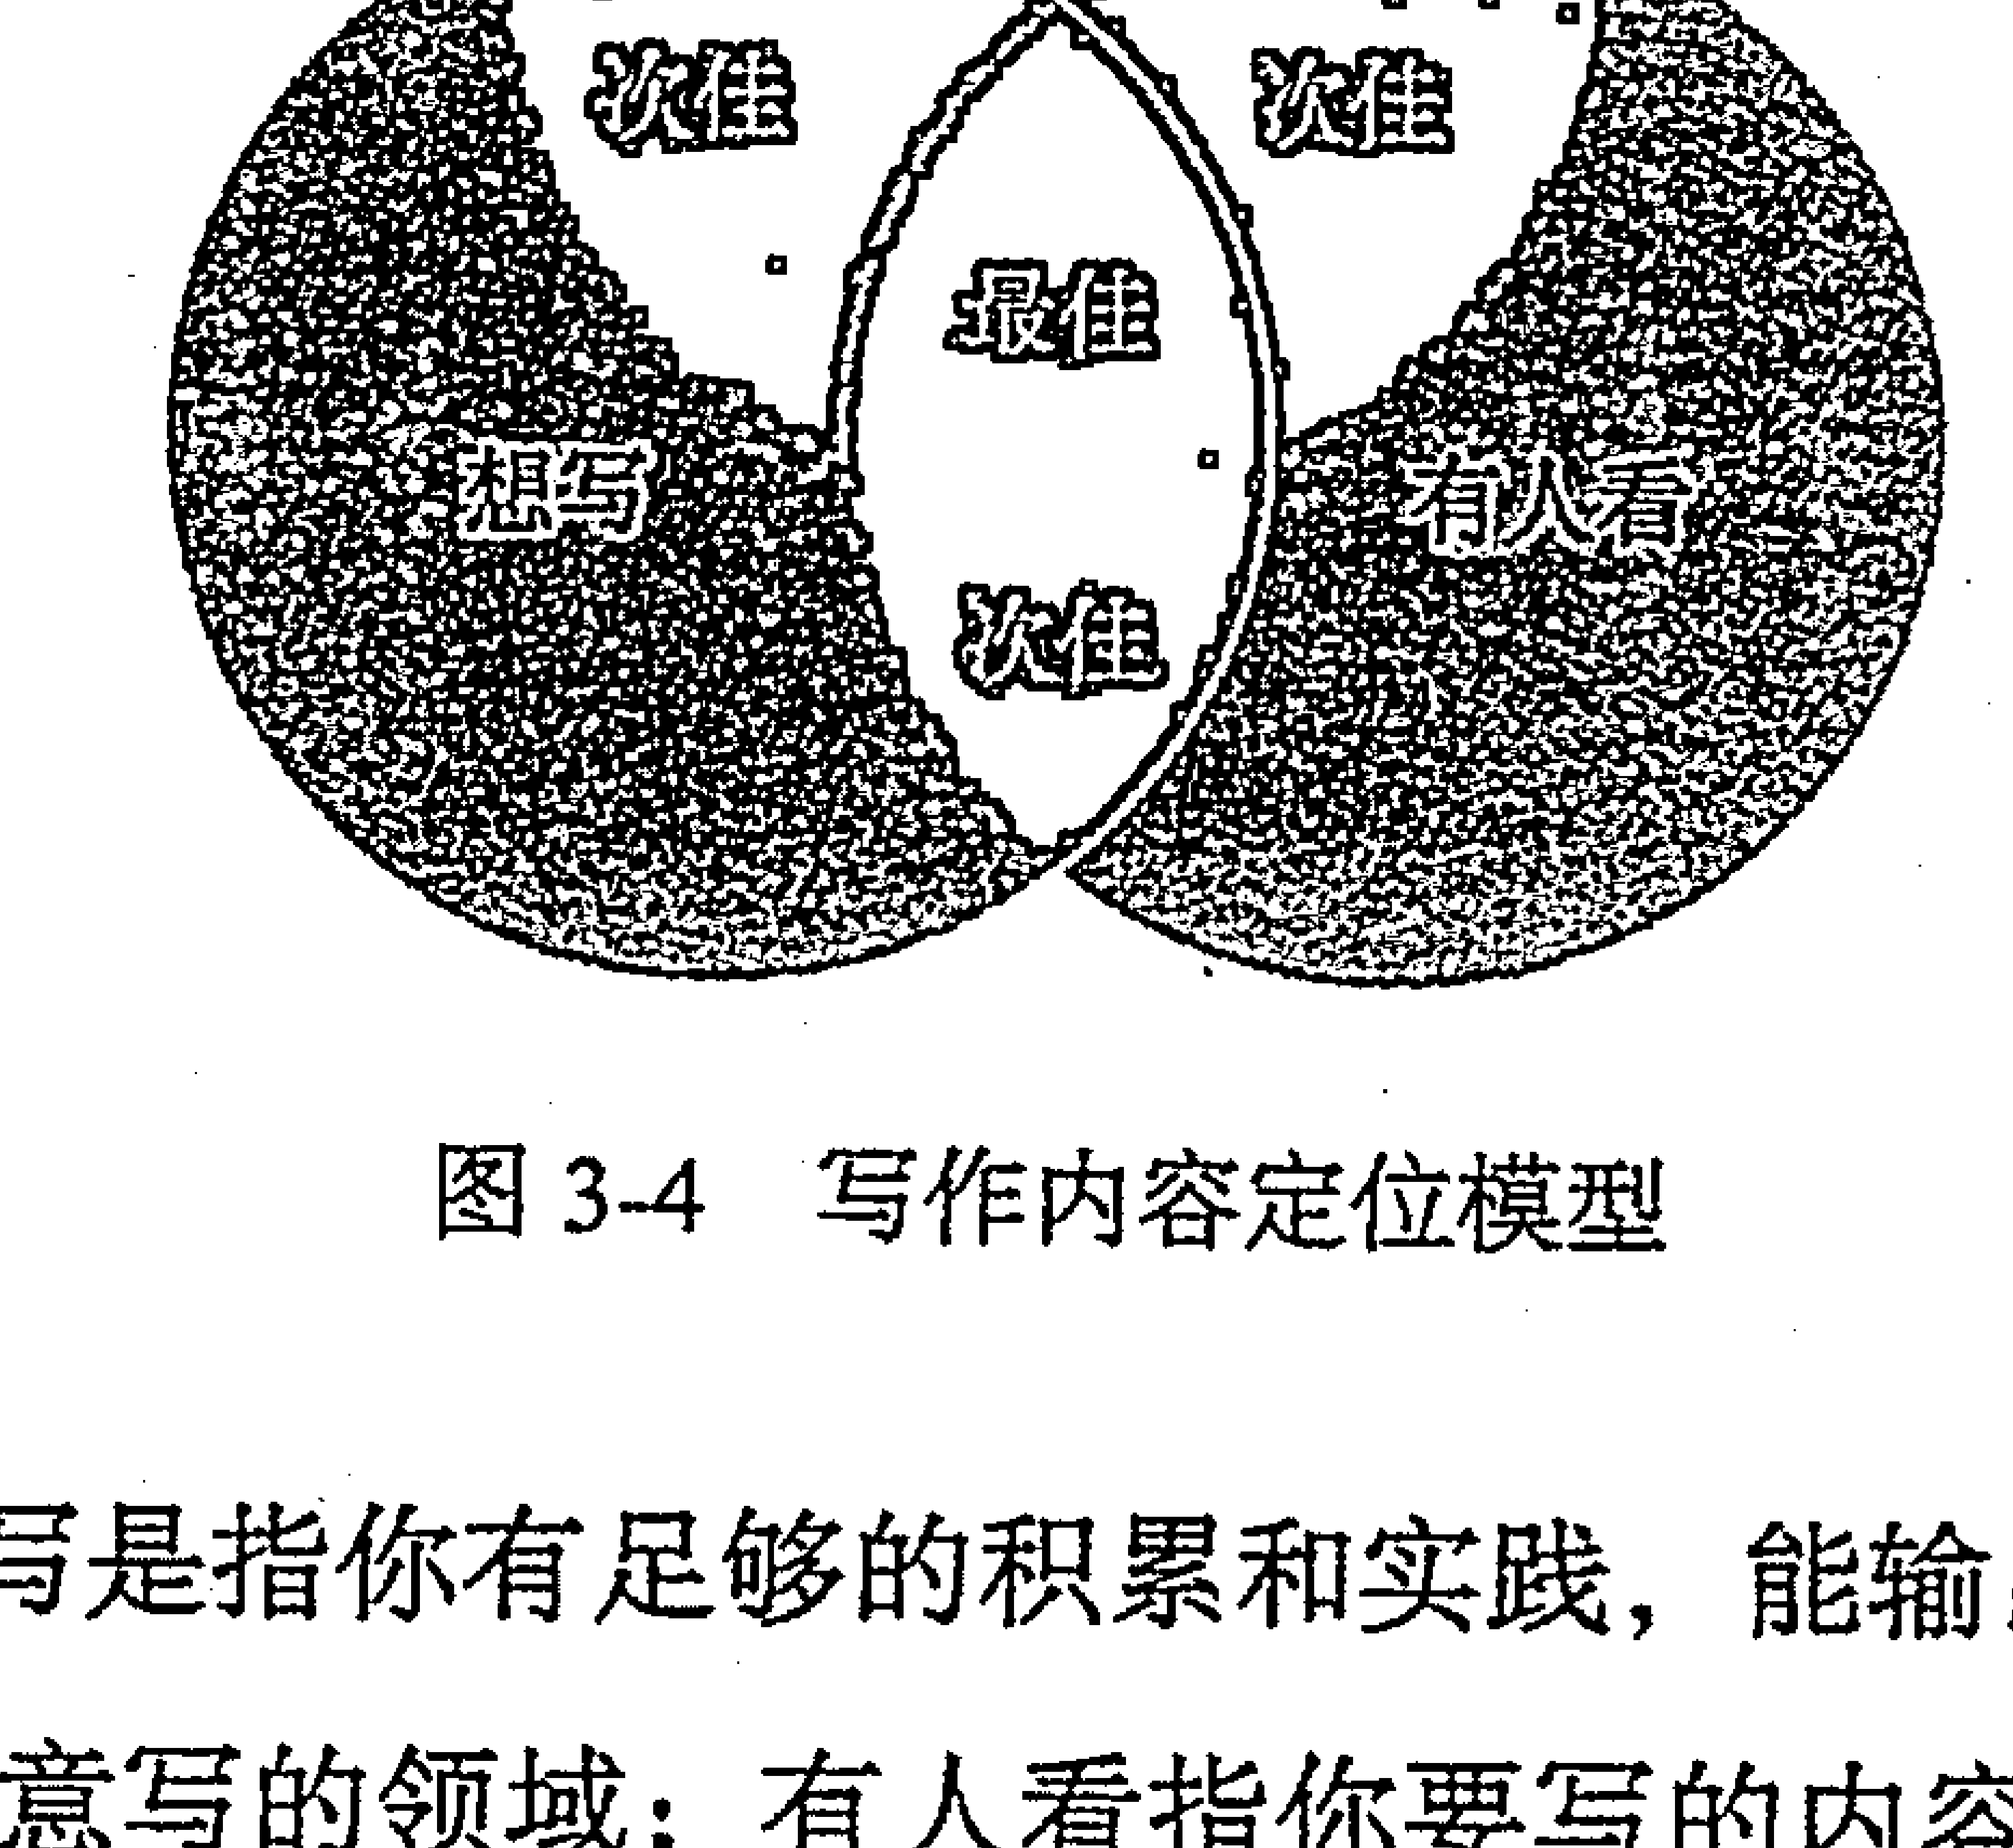 次佳 次佳
最佳
想写 有人看
次佳
图 3-4 写作内容定位模型
写是指你有足够的积累和实践，能输
意写的领域；有人看指你要写的内容